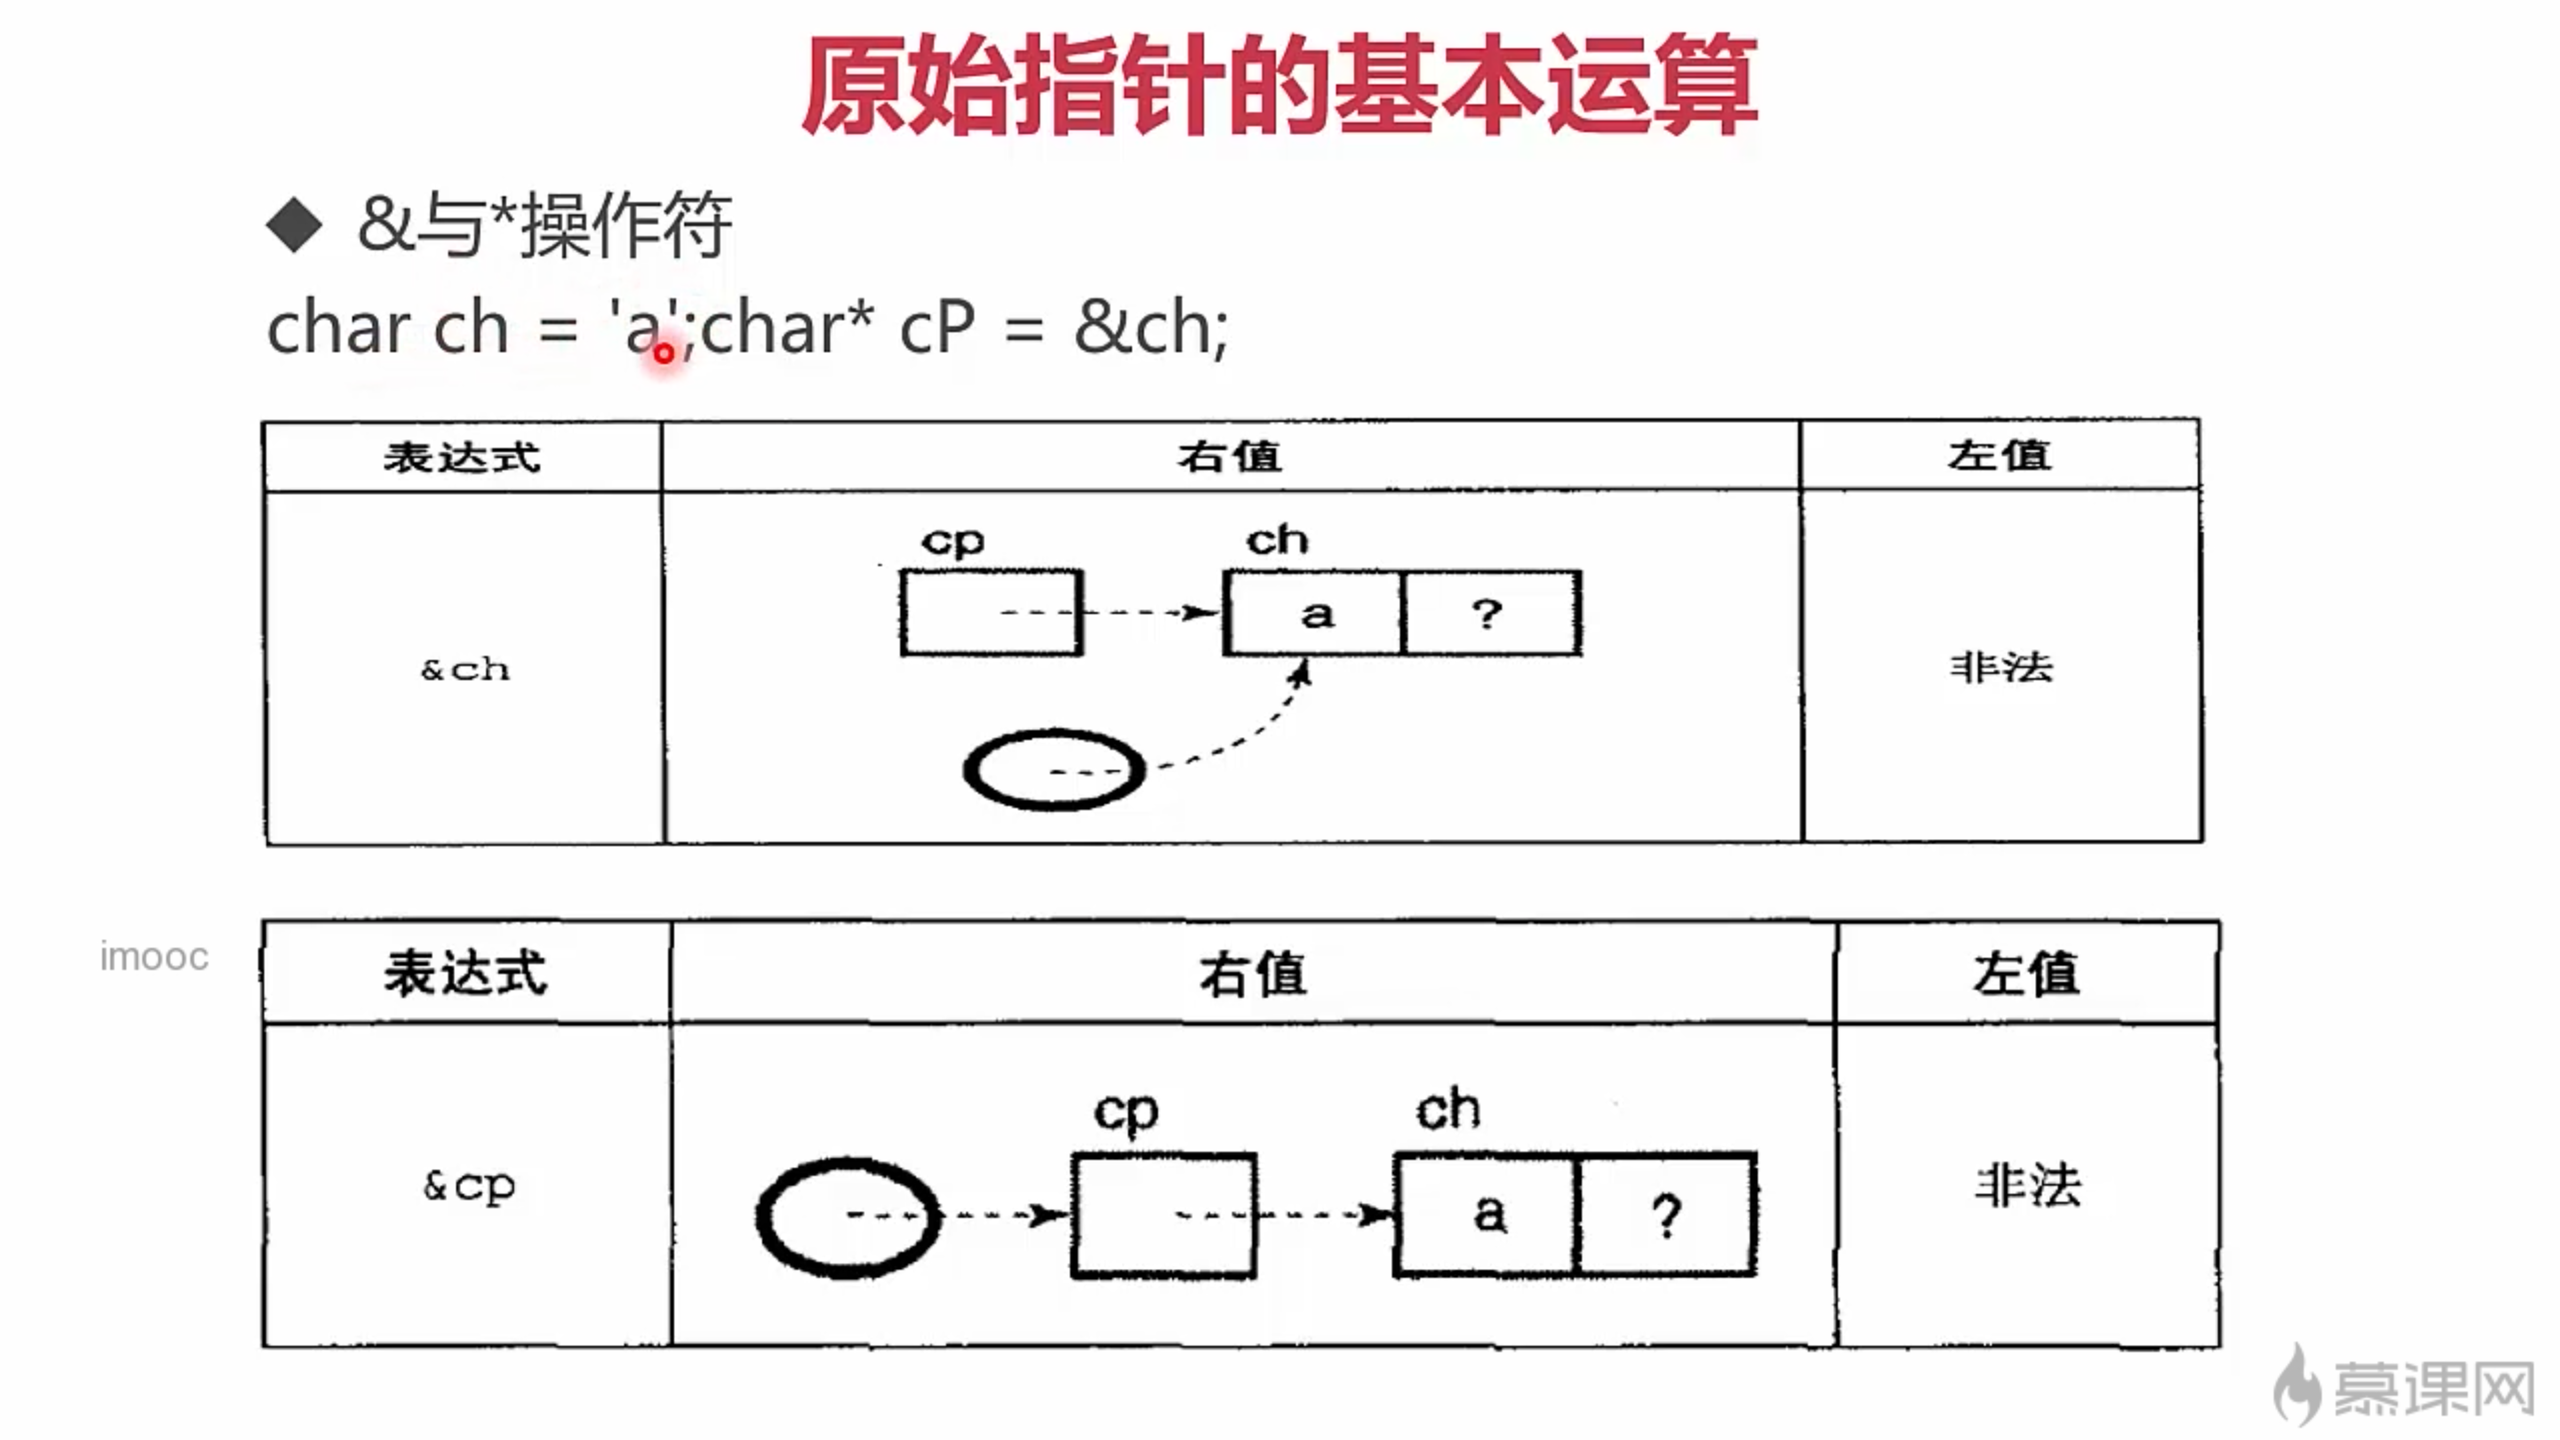 原始指针的基本运算
◆ &与*操作符
char ch = 'a';char* cP = &ch;
表达式 右值 左值
cp ch
a ?
&ch 非法
imooc
表达式 右值 左值
cp ch
&cp a ? 非法
慕课网